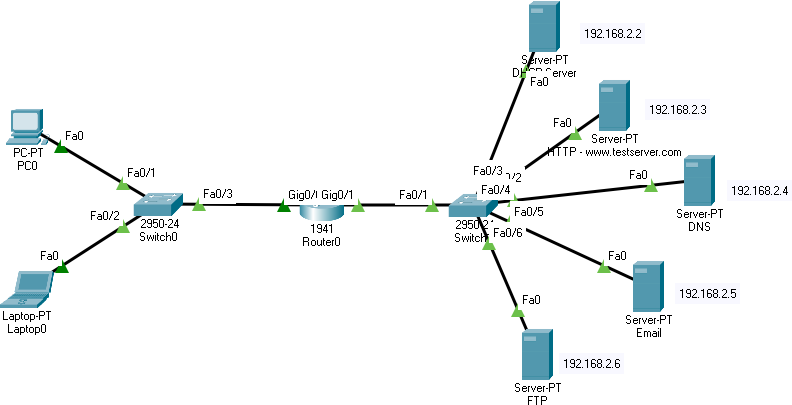 192.168.2.2
Server-PT
Server
Fa0
192.168.2.3
Fa0
Server-PT
HTTP - www.testserver.com
Fa0
PC-PT
PC0
Fa0/1
Fa0/3
Fa0
192.168.2.4
Server-PT
DNS
Fa0/3
Gig0/1
Fa0/1
Fa0/4
Fa0/5
Fa0/6
2950-24
Switch0
Fa0/2
1941
Router0
Fa0
Laptop-PT
Laptop0
Fa0
192.168.2.5
Server-PT
Email
Fa0
192.168.2.6
Server-PT
FTP